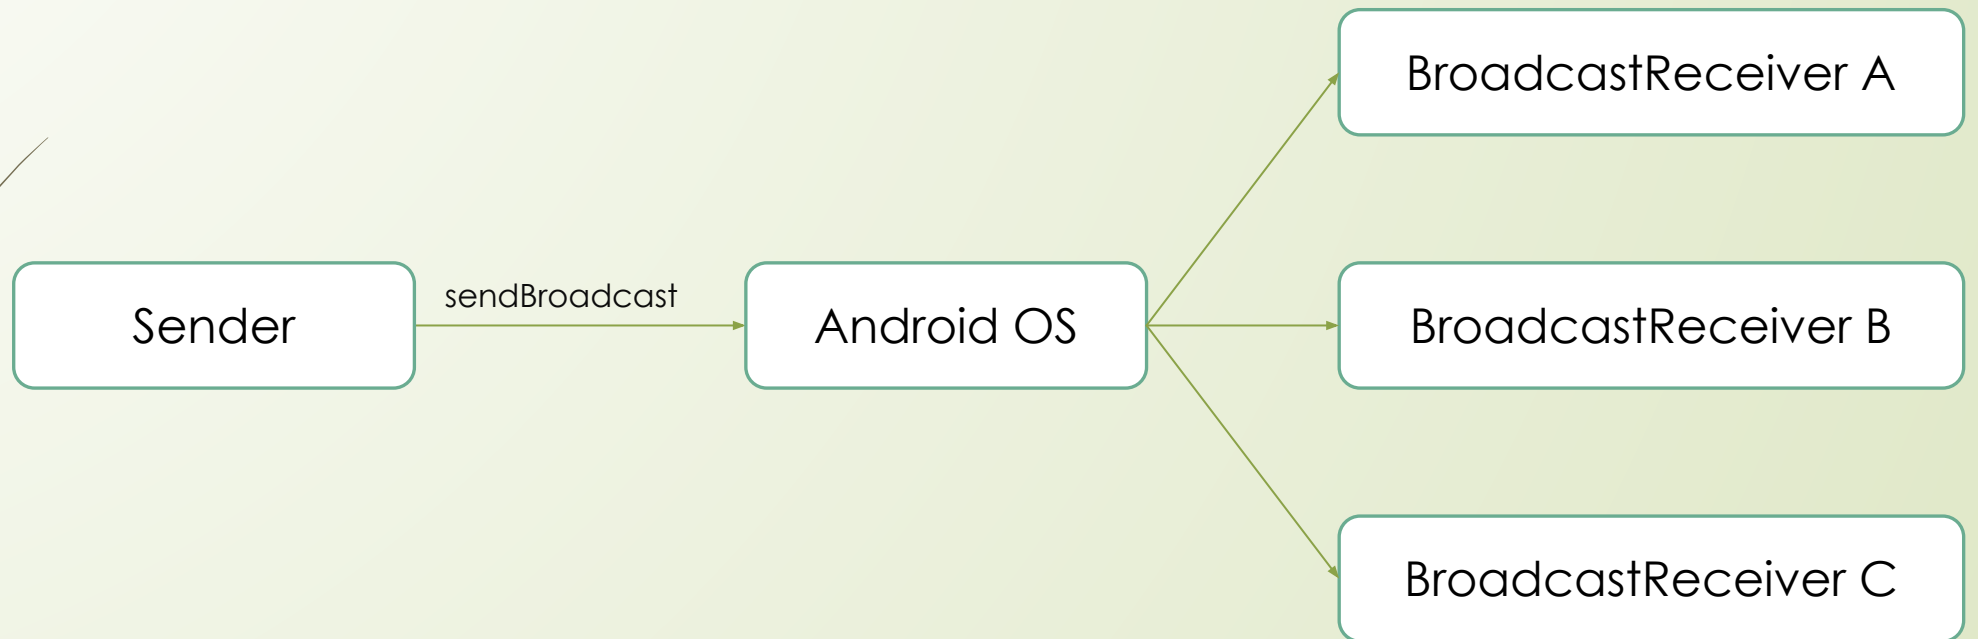 BroadcastReceiver A
Sender
sendBroadcast
Android OS
BroadcastReceiver B
BroadcastReceiver C